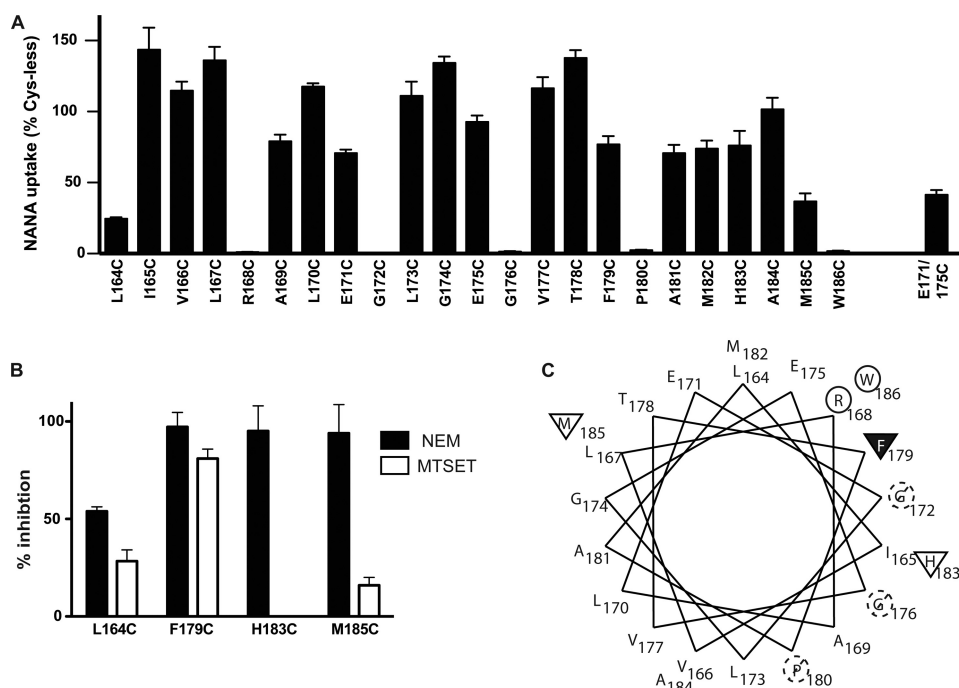 A
NANA uptake (% Cys-less)
150
100
50
0
L164C
I165C
V166C
L167C
R168C
A169C
L170C
E171C
G172C
L173C
G174C
E175C
G176C
V177C
T178C
F179C
P180C
A181C
M182C
H183C
A184C
M185C
W186C
E171/
175C
B
% inhibtion
100
50
0
L164C
F179C
H183C
M185C
NEM
MTSET
C
M182
L164
E171
E175
W186
R168
T178
M185
F179
L167
G172
G174
I165
H183
A181
G176
L170
A169
V177
V166
A184
L173
P180